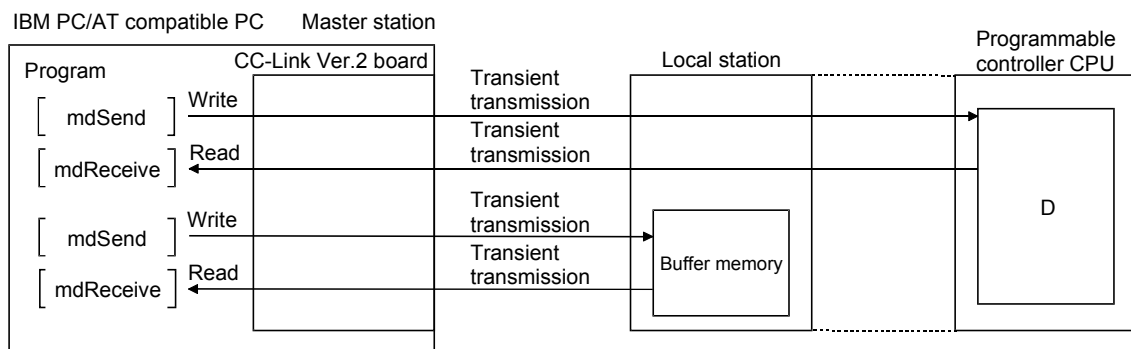 IBM PC/AT compatible PC
Master station
Programmable
controller CPU
Program
CC-Link Ver.2 board
Local station
Transient
transmission
[ mdSend ]
Write
Transient
transmission
[ mdReceive ]
Read
D
Transient
transmission
[ mdSend ]
Write
Buffer memory
Transient
transmission
[ mdReceive ]
Read